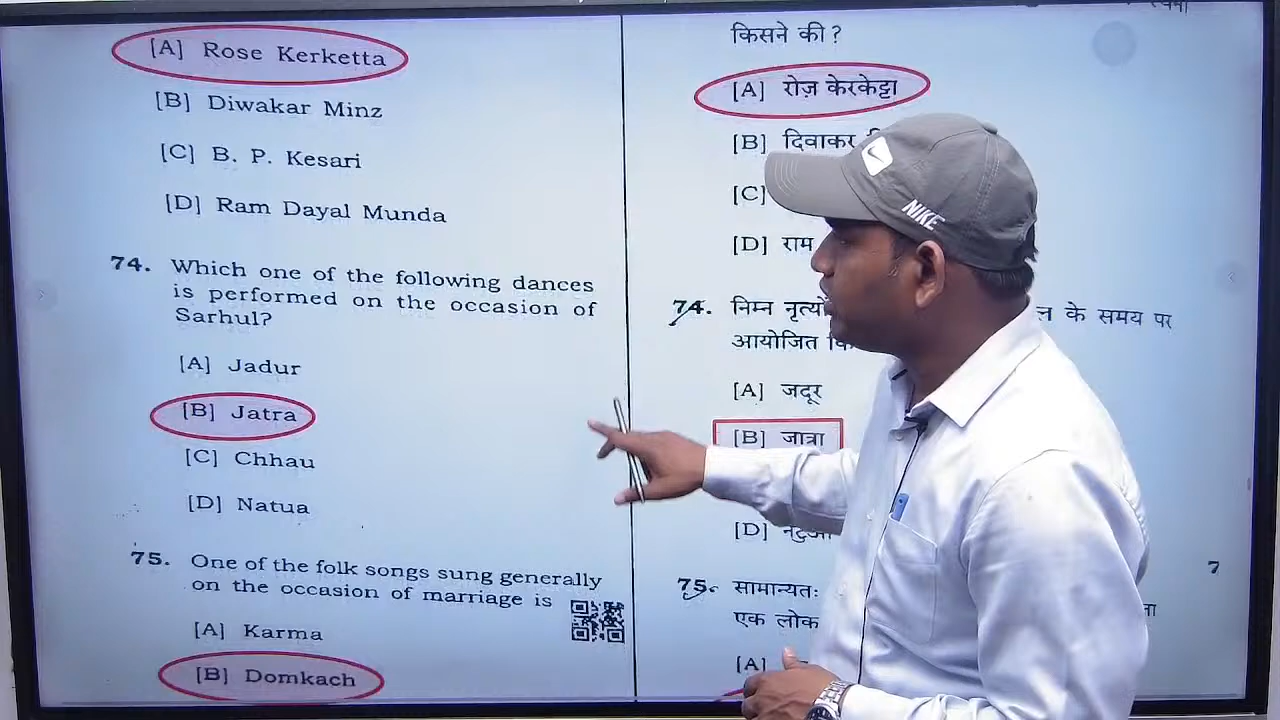 [A] Rose Kerketta
[B] Diwakar Minz
[C] B. P. Kesari
[D] Ram Dayal Munda
74. Which one of the following dances
is performed on the occasion of
Sarhul?
[A] Jadur
[B] Jatra
[C] Chhau
[D] Natua
75. One of the folk songs sung generally
on the occasion of marriage is
[A] Karma
[B] Domkach
किसने की ?
[A] रोज़ केरकेट्टा
[B] दिवाकर
[C]
[D] राम
74. निम्न नृत्यों के समय पर
आयोजित
[A] जदूर
[B] जात्रा
[D] नटुआ
75. सामान्यतः
एक लोक
[A]
7
NIKE